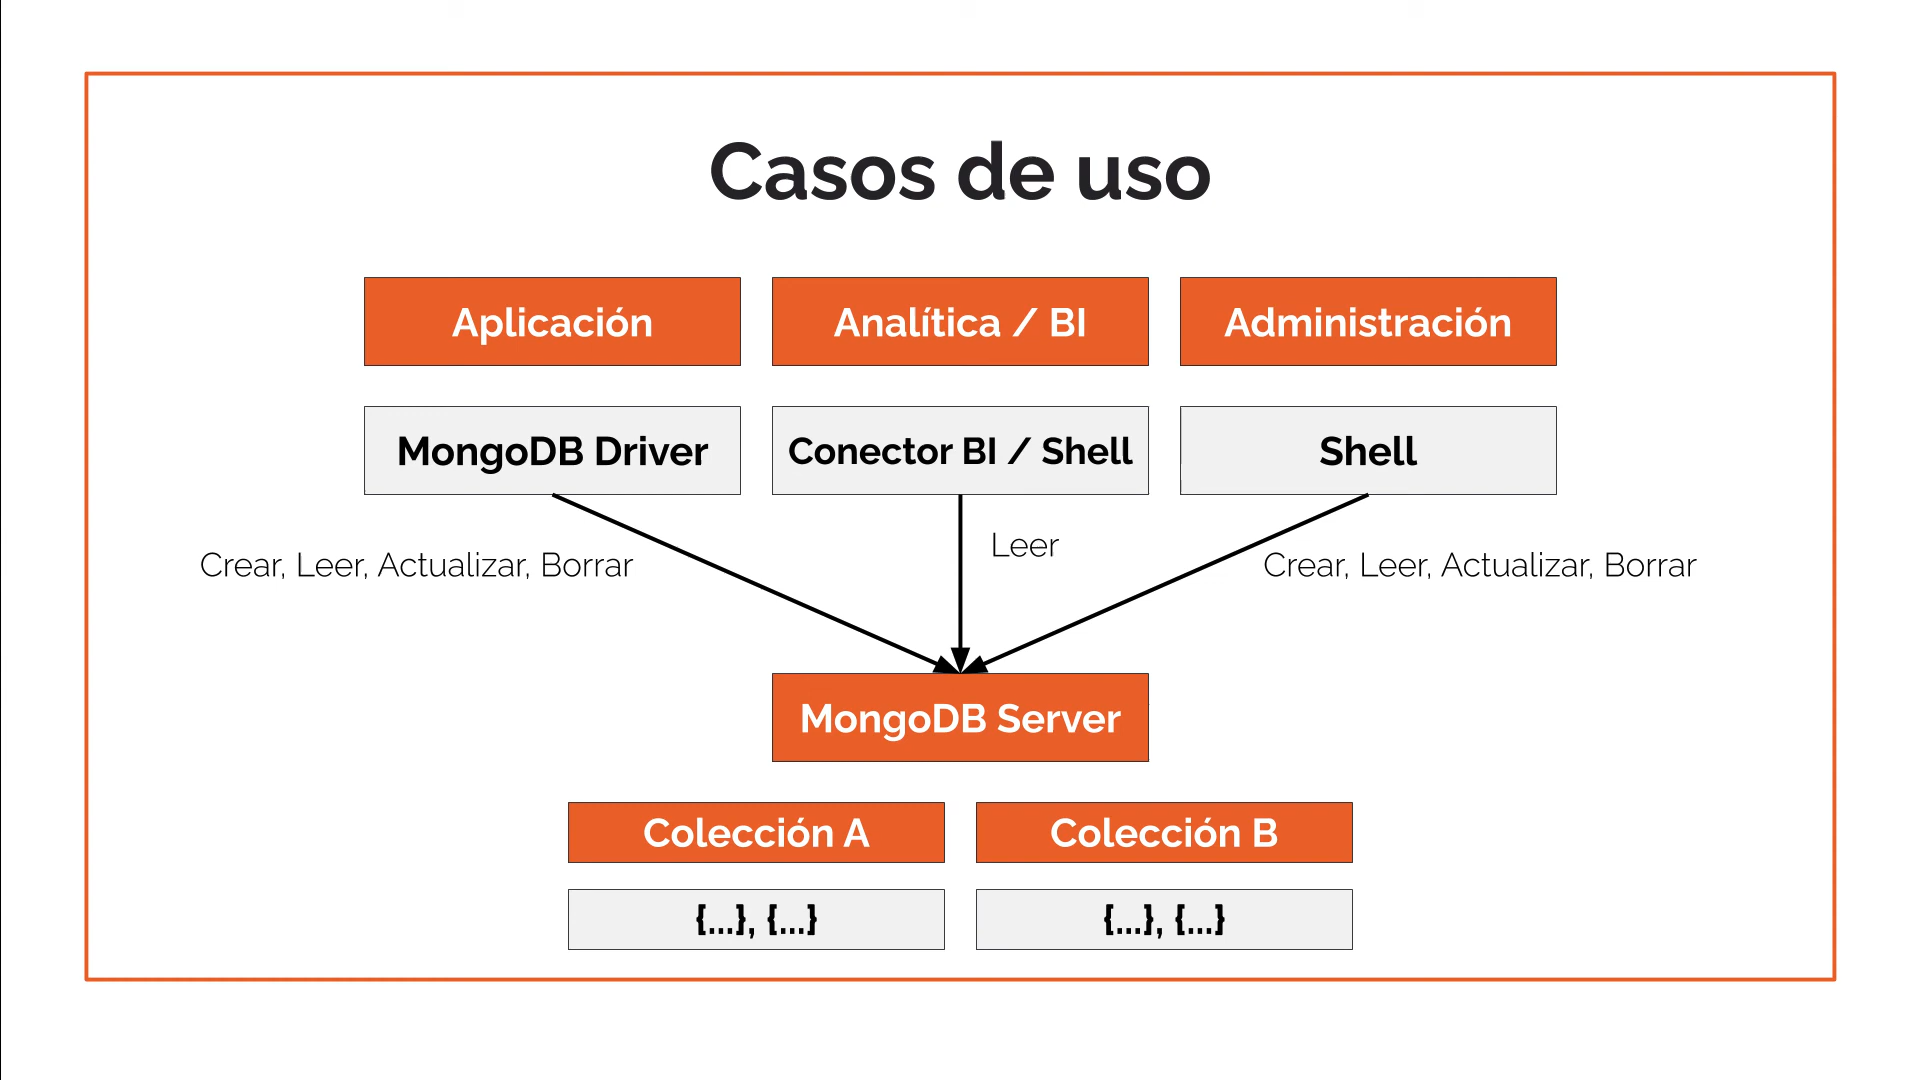 Casos de uso
Aplicación
Analítica / BI
Administración
MongoDB Driver
Conector BI / Shell
Shell
Crear, Leer, Actualizar, Borrar
Leer
Crear, Leer, Actualizar, Borrar
MongoDB Server
Colección A
Colección B
{...}, {...}
{...}, {...}